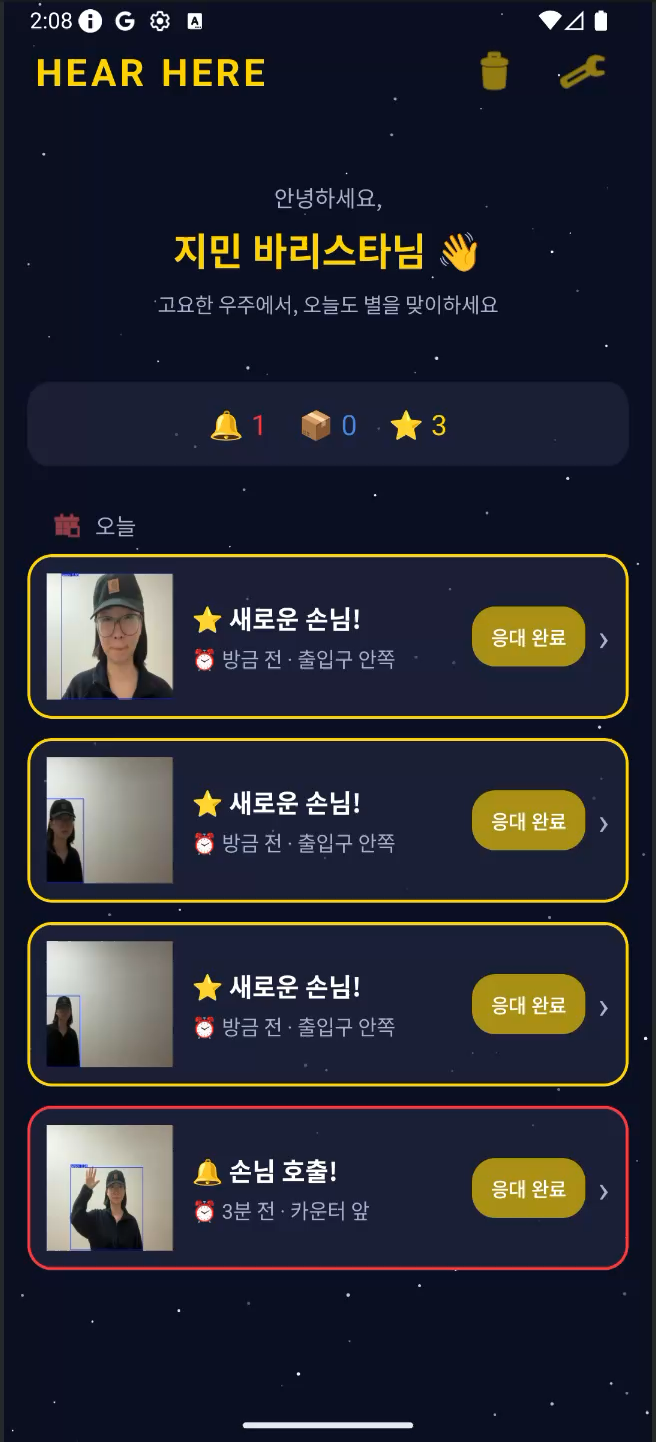 2:08
HEAR HERE
안녕하세요,
지민 바리스타님 👋
고요한 우주에서, 오늘도 별을 맞이하세요
🔔 1 📦 0 ⭐ 3
오늘
⭐ 새로운 손님!
⏰ 방금 전 · 출입구 안쪽
응대 완료 ›
⭐ 새로운 손님!
⏰ 방금 전 · 출입구 안쪽
응대 완료 ›
⭐ 새로운 손님!
⏰ 방금 전 · 출입구 안쪽
응대 완료 ›
🔔 손님 호출!
⏰ 3분 전 · 카운터 앞
응대 완료 ›